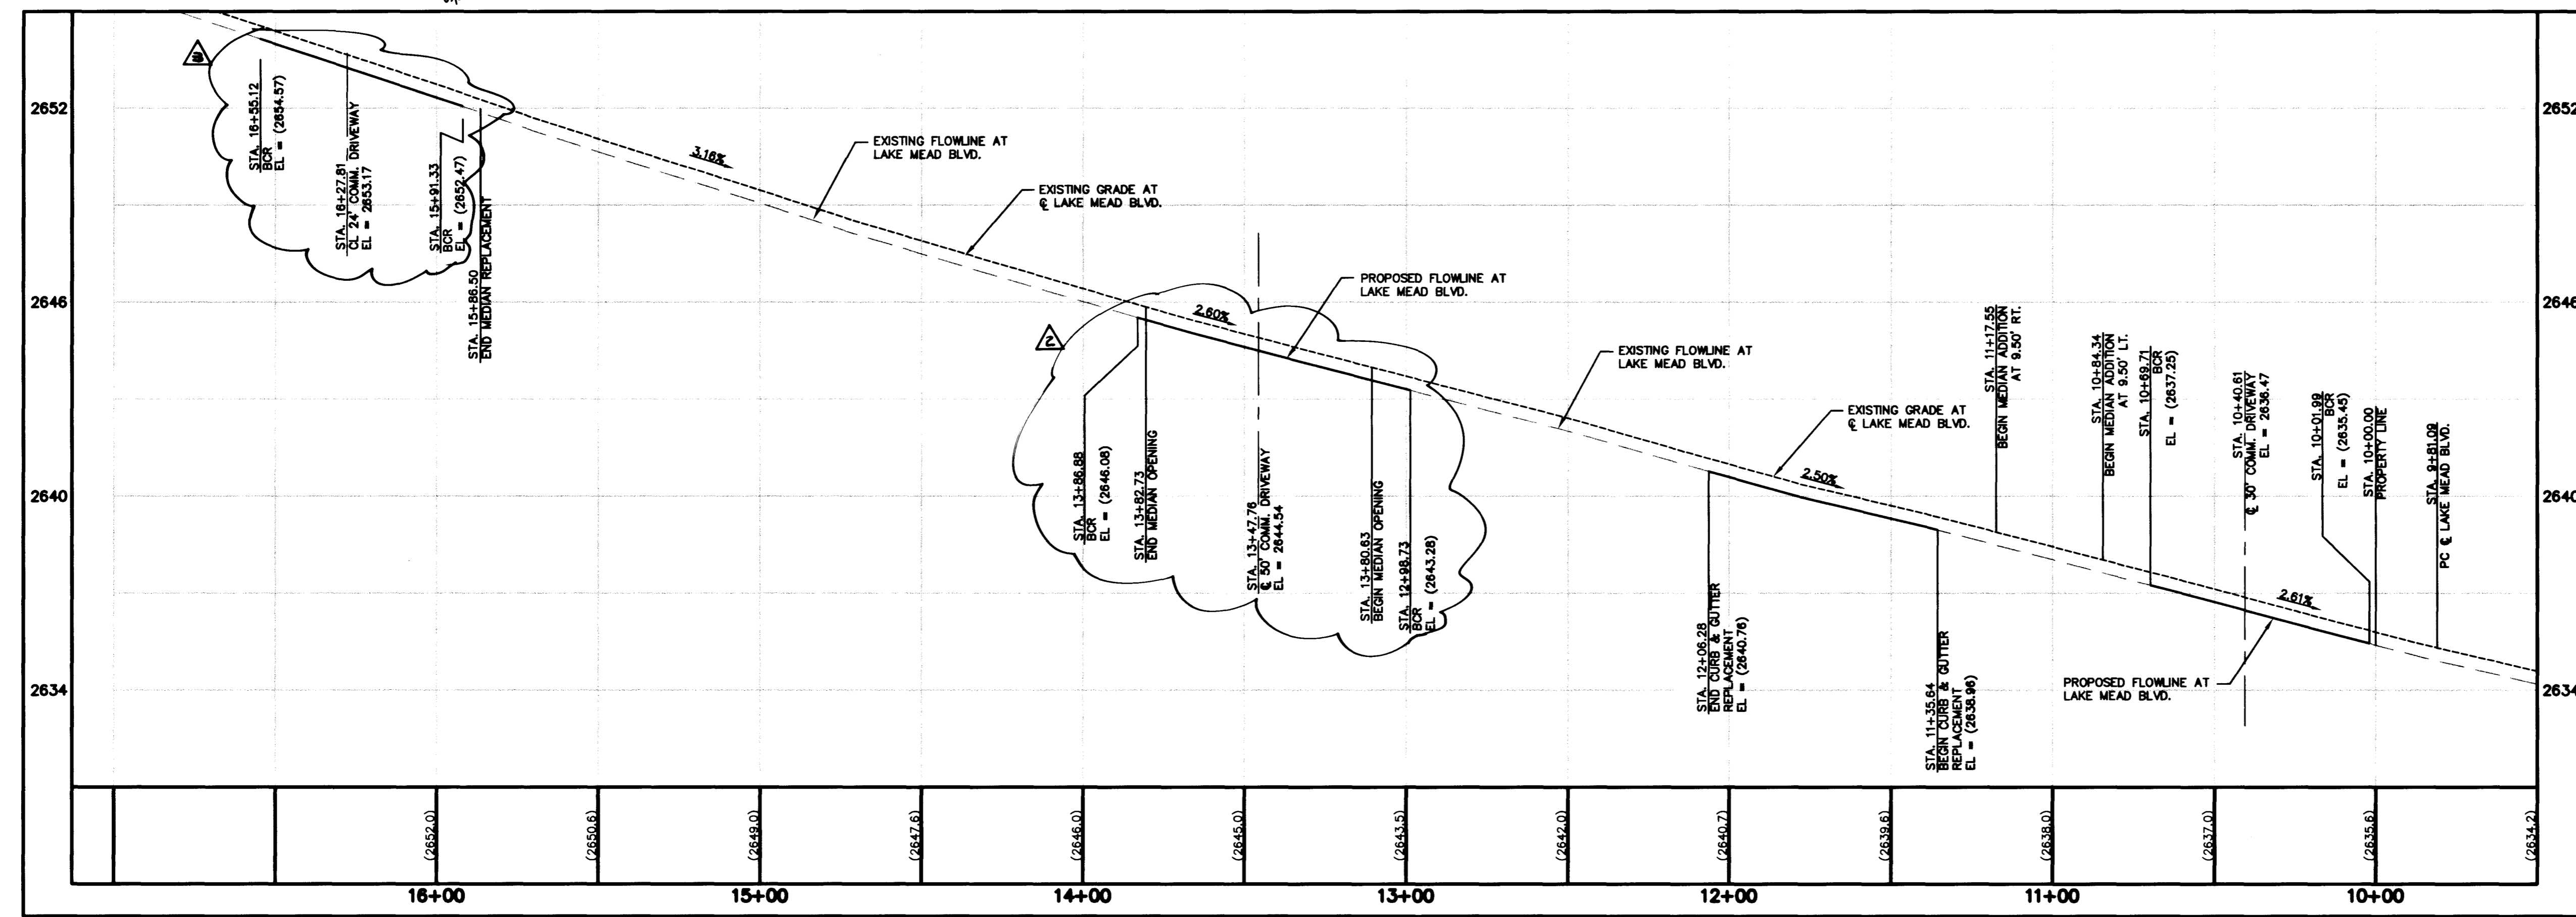 2652
2646
2640
2634
2652
2646
2640
2634
3
STA. 16+55.12
BCR
EL = (2654.57)
STA. 16+27.81
CL 24' COMM. DRIVEWAY
EL = 2653.17
STA. 15+91.33
BCR
EL = (2652.47)
STA. 15+86.50
END MEDIAN REPLACEMENT
3.16%
EXISTING FLOWLINE AT
LAKE MEAD BLVD.
EXISTING GRADE AT
℄ LAKE MEAD BLVD.
2
STA. 13+86.88
BCR
EL = (2646.08)
STA. 13+82.73
END MEDIAN OPENING
2.60%
STA. 13+47.76
℄ 50' COMM. DRIVEWAY
EL = 2644.54
PROPOSED FLOWLINE AT
LAKE MEAD BLVD.
STA. 13+80.63
BEGIN MEDIAN OPENING
STA. 12+98.73
BCR
EL = (2643.28)
EXISTING FLOWLINE AT
LAKE MEAD BLVD.
STA. 12+06.28
END CURB & GUTTER
REPLACEMENT
EL = (2640.76)
2.50%
EXISTING GRADE AT
℄ LAKE MEAD BLVD.
STA. 11+35.64
BEGIN CURB & GUTTER
REPLACEMENT
EL = (2638.96)
STA. 11+17.55
BEGIN MEDIAN ADDITION
AT 9.50' RT.
STA. 10+84.34
BEGIN MEDIAN ADDITION
AT 9.50' LT.
STA. 10+69.71
BCR
EL = (2637.25)
STA. 10+40.61
℄ 30' COMM. DRIVEWAY
EL = 2636.47
2.61%
PROPOSED FLOWLINE AT
LAKE MEAD BLVD.
STA. 10+01.99
BCR
EL = (2635.45)
STA. 10+00.00
PROPERTY LINE
STA. 9+81.09
PC ℄ LAKE MEAD BLVD.
(2652.0)
(2650.6)
(2649.0)
(2647.6)
(2646.0)
(2645.0)
(2643.5)
(2642.0)
(2640.7)
(2639.6)
(2638.0)
(2637.0)
(2635.6)
(2634.2)
16+00
15+00
14+00
13+00
12+00
11+00
10+00